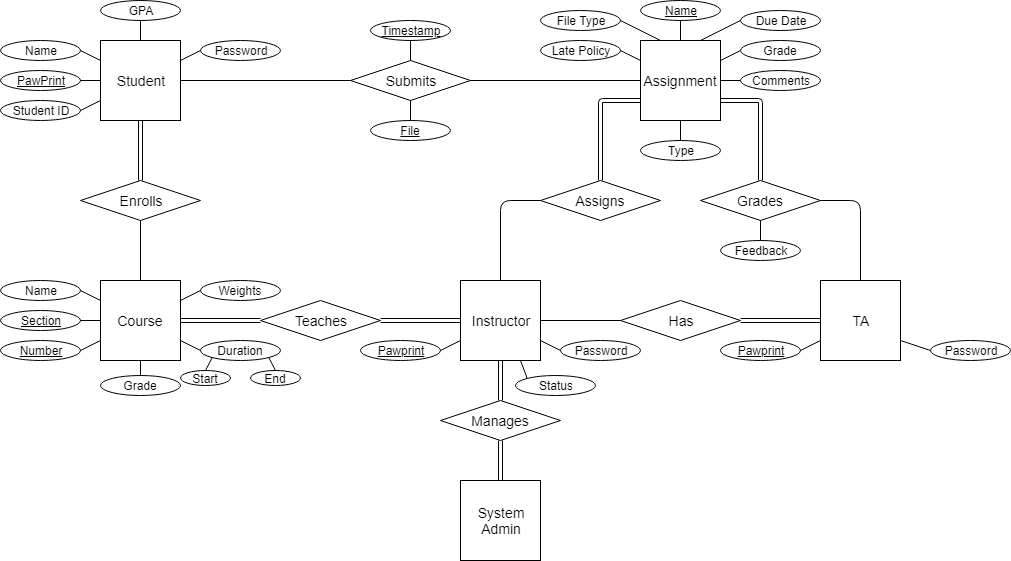 GPA
Name
File Type
Due Date
Name
Password
Timestamp
Late Policy
Grade
PawPrint
Student
Submits
Assignment
Comments
Student ID
File
Type
Enrolls
Assigns
Grades
Feedback
Name
Weights
Section
Course
Teaches
Instructor
Has
TA
Number
Duration
Pawprint
Password
Pawprint
Password
Start
End
Grade
Status
Manages
System
Admin